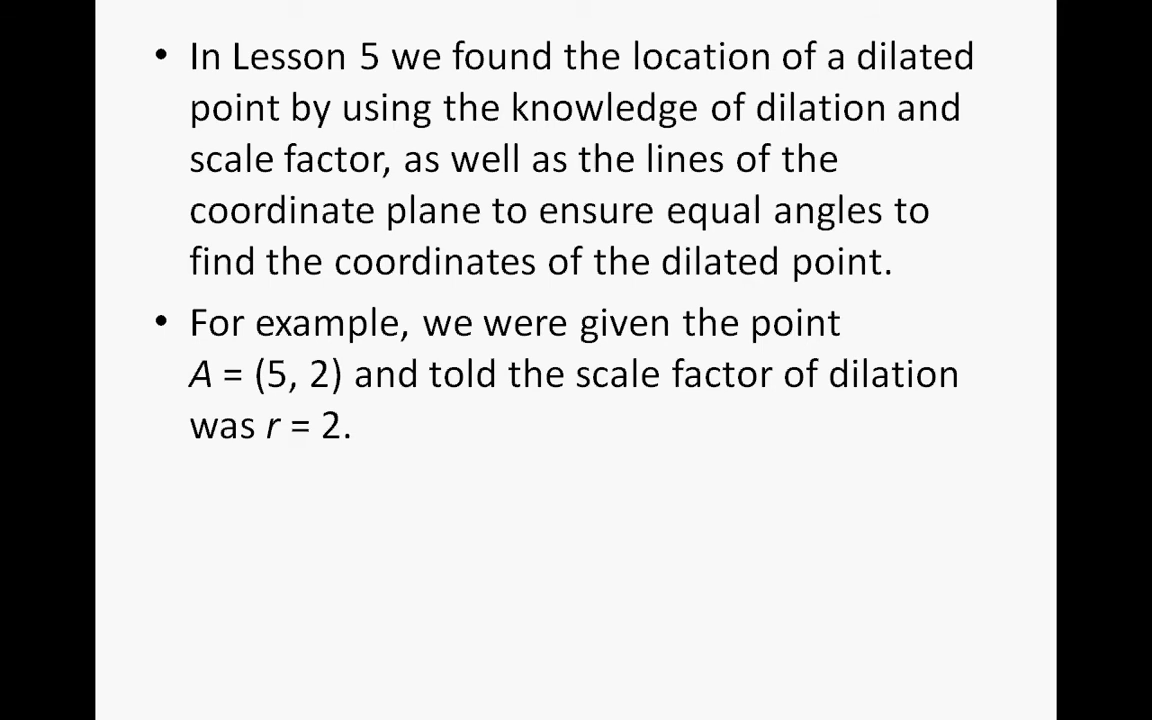 • In Lesson 5 we found the location of a dilated
point by using the knowledge of dilation and
scale factor, as well as the lines of the
coordinate plane to ensure equal angles to
find the coordinates of the dilated point.
• For example, we were given the point
A = (5, 2) and told the scale factor of dilation
was r = 2.